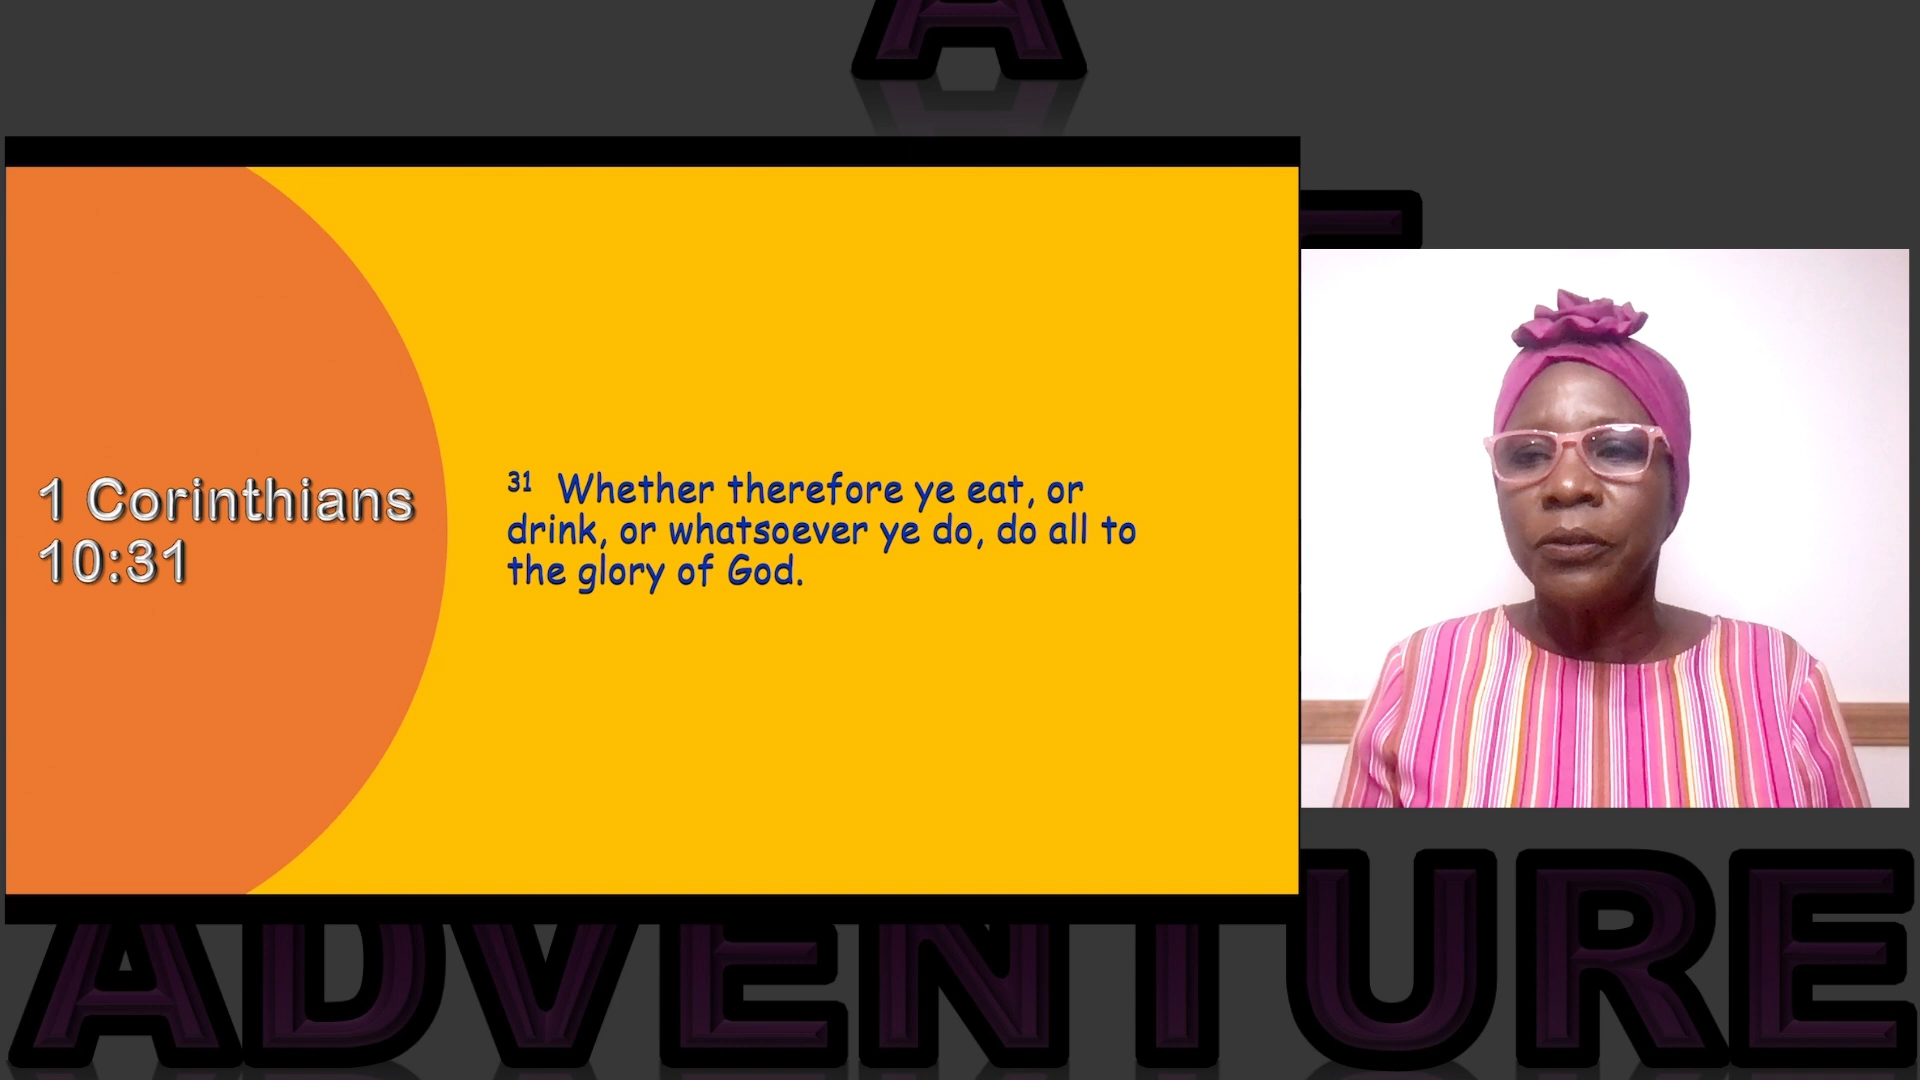 A
1 Corinthians
10:31
31 Whether therefore ye eat, or
drink, or whatsoever ye do, do all to
the glory of God.
ADVENTURE